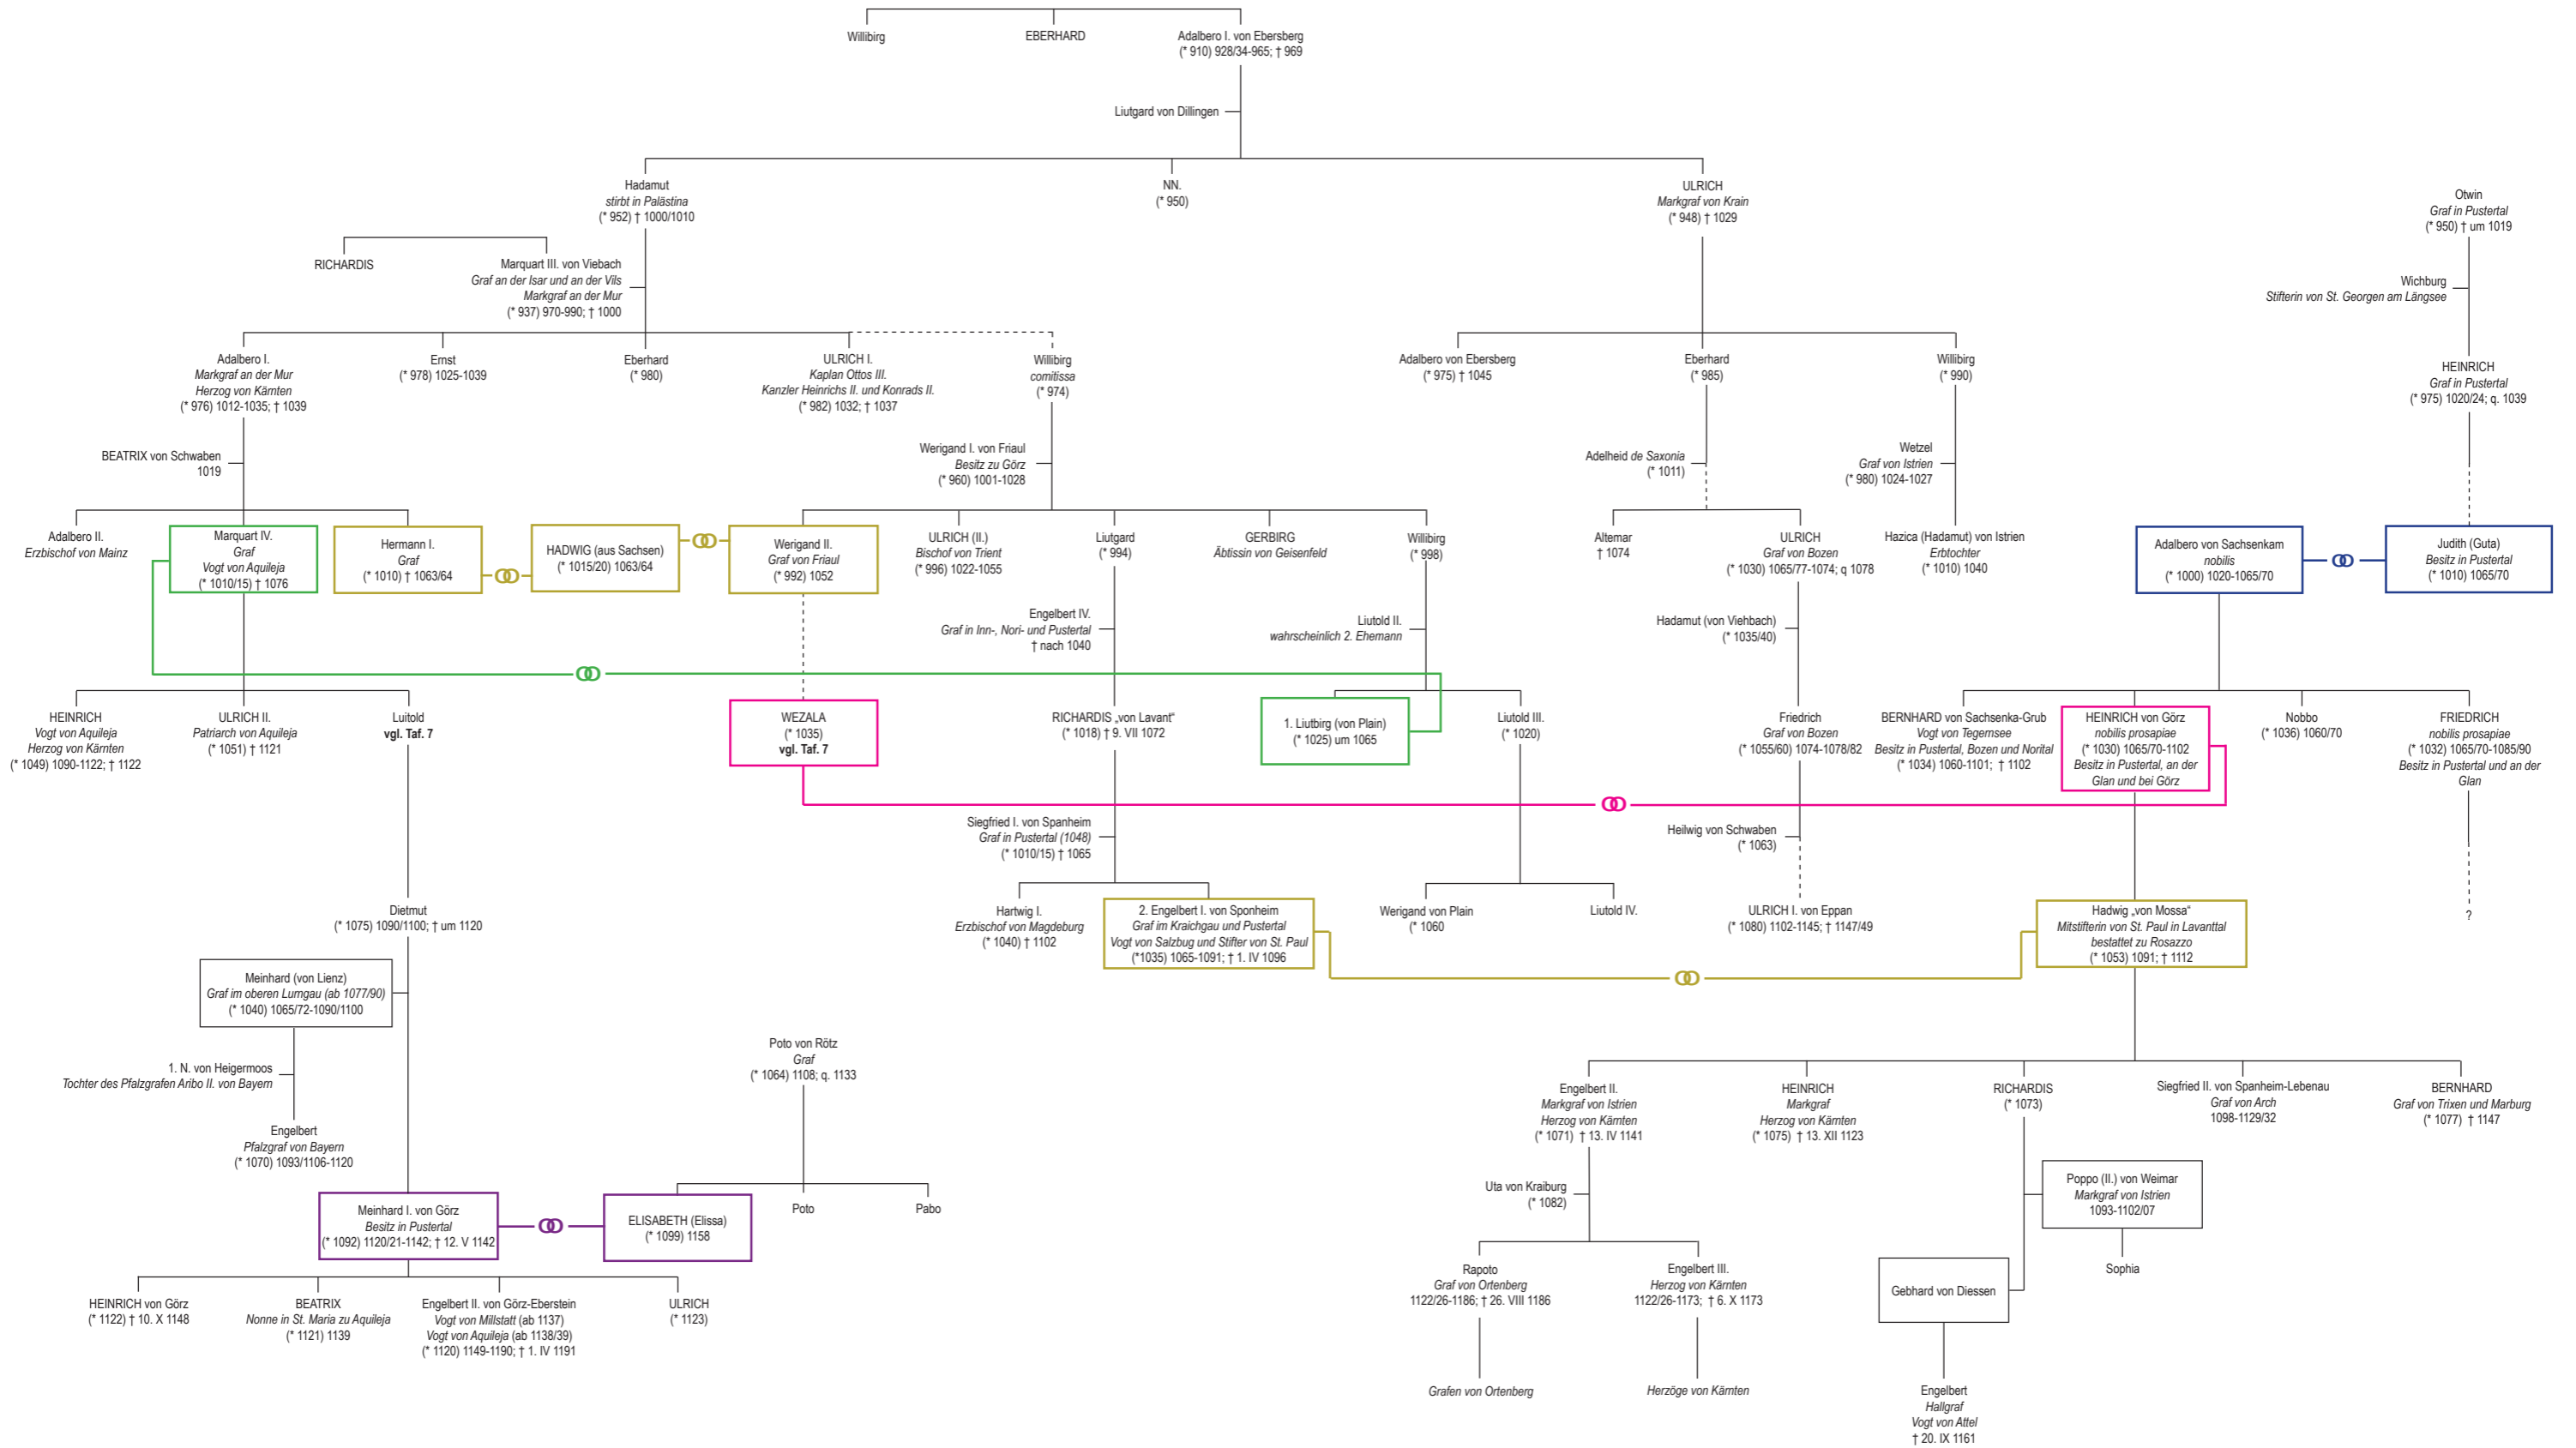 Willibirg
EBERHARD
Adalbero I. von Ebersberg
(* 910) 928/34-965; † 969
Liutgard von Dillingen
Hadamut
stirbt in Palästina
(* 952) † 1000/1010
NN.
(* 950)
ULRICH
Markgraf von Krain
(* 948) † 1029
Otwin
Graf in Pustertal
(* 950) † um 1019
RICHARDIS
Marquart III. von Viebach
Graf an der Isar und an der Vils
Markgraf an der Mur
(* 937) 970-990; † 1000
Wichburg
Stifterin von St. Georgen am Längsee
Adalbero I.
Markgraf an der Mur
Herzog von Kärnten
(* 976) 1012-1035; † 1039
Ernst
(* 978) 1025-1039
Eberhard
(* 980)
ULRICH I.
Kaplan Ottos III.
Kanzler Heinrichs II. und Konrads II.
(* 982) 1032; † 1037
Willibirg
comitissa
(* 974)
Adalbero von Ebersberg
(* 975) † 1045
Eberhard
(* 985)
Willibirg
(* 990)
HEINRICH
Graf in Pustertal
(* 975) 1020/24; q. 1039
BEATRIX von Schwaben
1019
Werigand I. von Friaul
Besitz zu Görz
(* 960) 1001-1028
Adelheid de Saxonia
(* 1011)
Wetzel
Graf von Istrien
(* 980) 1024-1027
Adalbero II.
Erzbischof von Mainz
Marquart IV.
Graf
Vogt von Aquileja
(* 1010/15) † 1076
Hermann I.
Graf
(* 1010) † 1063/64
HADWIG (aus Sachsen)
(* 1015/20) 1063/64
Werigand II.
Graf von Friaul
(* 992) 1052
ULRICH (II.)
Bischof von Trient
(* 996) 1022-1055
Liutgard
(* 994)
GERBIRG
Äbtissin von Geisenfeld
Willibirg
(* 998)
Altemar
† 1074
ULRICH
Graf von Bozen
(* 1030) 1065/77-1074; q 1078
Hazica (Hadamut) von Istrien
Erbtochter
(* 1010) 1040
Adalbero von Sachsenkam
nobilis
(* 1000) 1020-1065/70
Judith (Guta)
Besitz in Pustertal
(* 1010) 1065/70
Engelbert IV.
Graf in Inn-, Nori- und Pustertal
† nach 1040
Liutold II.
wahrscheinlich 2. Ehemann
Hadamut (von Viehbach)
(* 1035/40)
HEINRICH
Vogt von Aquileja
Herzog von Kärnten
(* 1049) 1090-1122; † 1122
ULRICH II.
Patriarch von Aquileja
(* 1051) † 1121
Luitold
vgl. Taf. 7
WEZALA
(* 1035)
vgl. Taf. 7
RICHARDIS „von Lavant“
(* 1018) † 9. VII 1072
1. Liutbirg (von Plain)
(* 1025) um 1065
Liutold III.
(* 1020)
Friedrich
Graf von Bozen
(* 1055/60) 1074-1078/82
BERNHARD von Sachsenka-Grub
Vogt von Tegernsee
Besitz in Pustertal, Bozen und Norital
(* 1034) 1060-1101; † 1102
HEINRICH von Görz
nobilis prosapiae
(* 1030) 1065/70-1102
Besitz in Pustertal, an der
Glan und bei Görz
Nobbo
(* 1036) 1060/70
FRIEDRICH
nobilis prosapiae
(* 1032) 1065/70-1085/90
Besitz in Pustertal und an der
Glan
Siegfried I. von Spanheim
Graf in Pustertal (1048)
(* 1010/15) † 1065
Heilwig von Schwaben
(* 1063)
Dietmut
(* 1075) 1090/1100; † um 1120
Hartwig I.
Erzbischof von Magdeburg
(* 1040) † 1102
2. Engelbert I. von Sponheim
Graf im Kraichgau und Pustertal
Vogt von Salzbug und Stifter von St. Paul
(*1035) 1065-1091; † 1. IV 1096
Werigand von Plain
(* 1060
Liutold IV.
ULRICH I. von Eppan
(* 1080) 1102-1145; † 1147/49
Hadwig „von Mossa“
Mitstifterin von St. Paul in Lavanttal
bestattet zu Rosazzo
(* 1053) 1091; † 1112
?
Meinhard (von Lienz)
Graf im oberen Lurngau (ab 1077/90)
(* 1040) 1065/72-1090/1100
1. N. von Heigermoos
Tochter des Pfalzgrafen Aribo II. von Bayern
Poto von Rötz
Graf
(* 1064) 1108; q. 1133
Engelbert
Pfalzgraf von Bayern
(* 1070) 1093/1106-1120
Engelbert II.
Markgraf von Istrien
Herzog von Kärnten
(* 1071) † 13. IV 1141
HEINRICH
Markgraf
Herzog von Kärnten
(* 1075) † 13. XII 1123
RICHARDIS
(* 1073)
Siegfried II. von Spanheim-Lebenau
Graf von Arch
1098-1129/32
BERNHARD
Graf von Trixen und Marburg
(* 1077) † 1147
Uta von Kraiburg
(* 1082)
Poppo (II.) von Weimar
Markgraf von Istrien
1093-1102/07
Meinhard I. von Görz
Besitz in Pustertal
(* 1092) 1120/21-1142; † 12. V 1142
ELISABETH (Elissa)
(* 1099) 1158
Poto
Pabo
Rapoto
Graf von Ortenberg
1122/26-1186; † 26. VIII 1186
Engelbert III.
Herzog von Kärnten
1122/26-1173; † 6. X 1173
Gebhard von Diessen
Sophia
HEINRICH von Görz
(* 1122) † 10. X 1148
BEATRIX
Nonne in St. Maria zu Aquileja
(* 1121) 1139
Engelbert II. von Görz-Eberstein
Vogt von Millstatt (ab 1137)
Vogt von Aquileja (ab 1138/39)
(* 1120) 1149-1190; † 1. IV 1191
ULRICH
(* 1123)
Grafen von Ortenberg
Herzöge von Kärnten
Engelbert
Hallgraf
Vogt von Attel
† 20. IX 1161